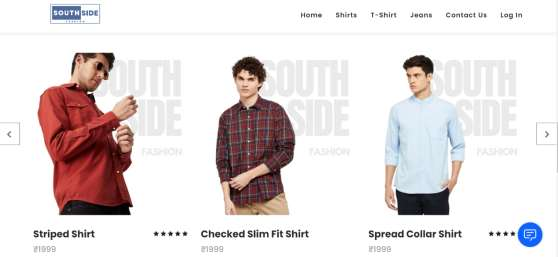 SOUTH SIDE
FASHION
Home Shirts T-Shirt Jeans Contact Us Log In
SOUTH SIDE FASHION
SOUTH SIDE FASHION
SOUTH SIDE FASHION
Striped Shirt
₹1999
Checked Slim Fit Shirt
₹1999
Spread Collar Shirt
₹1999